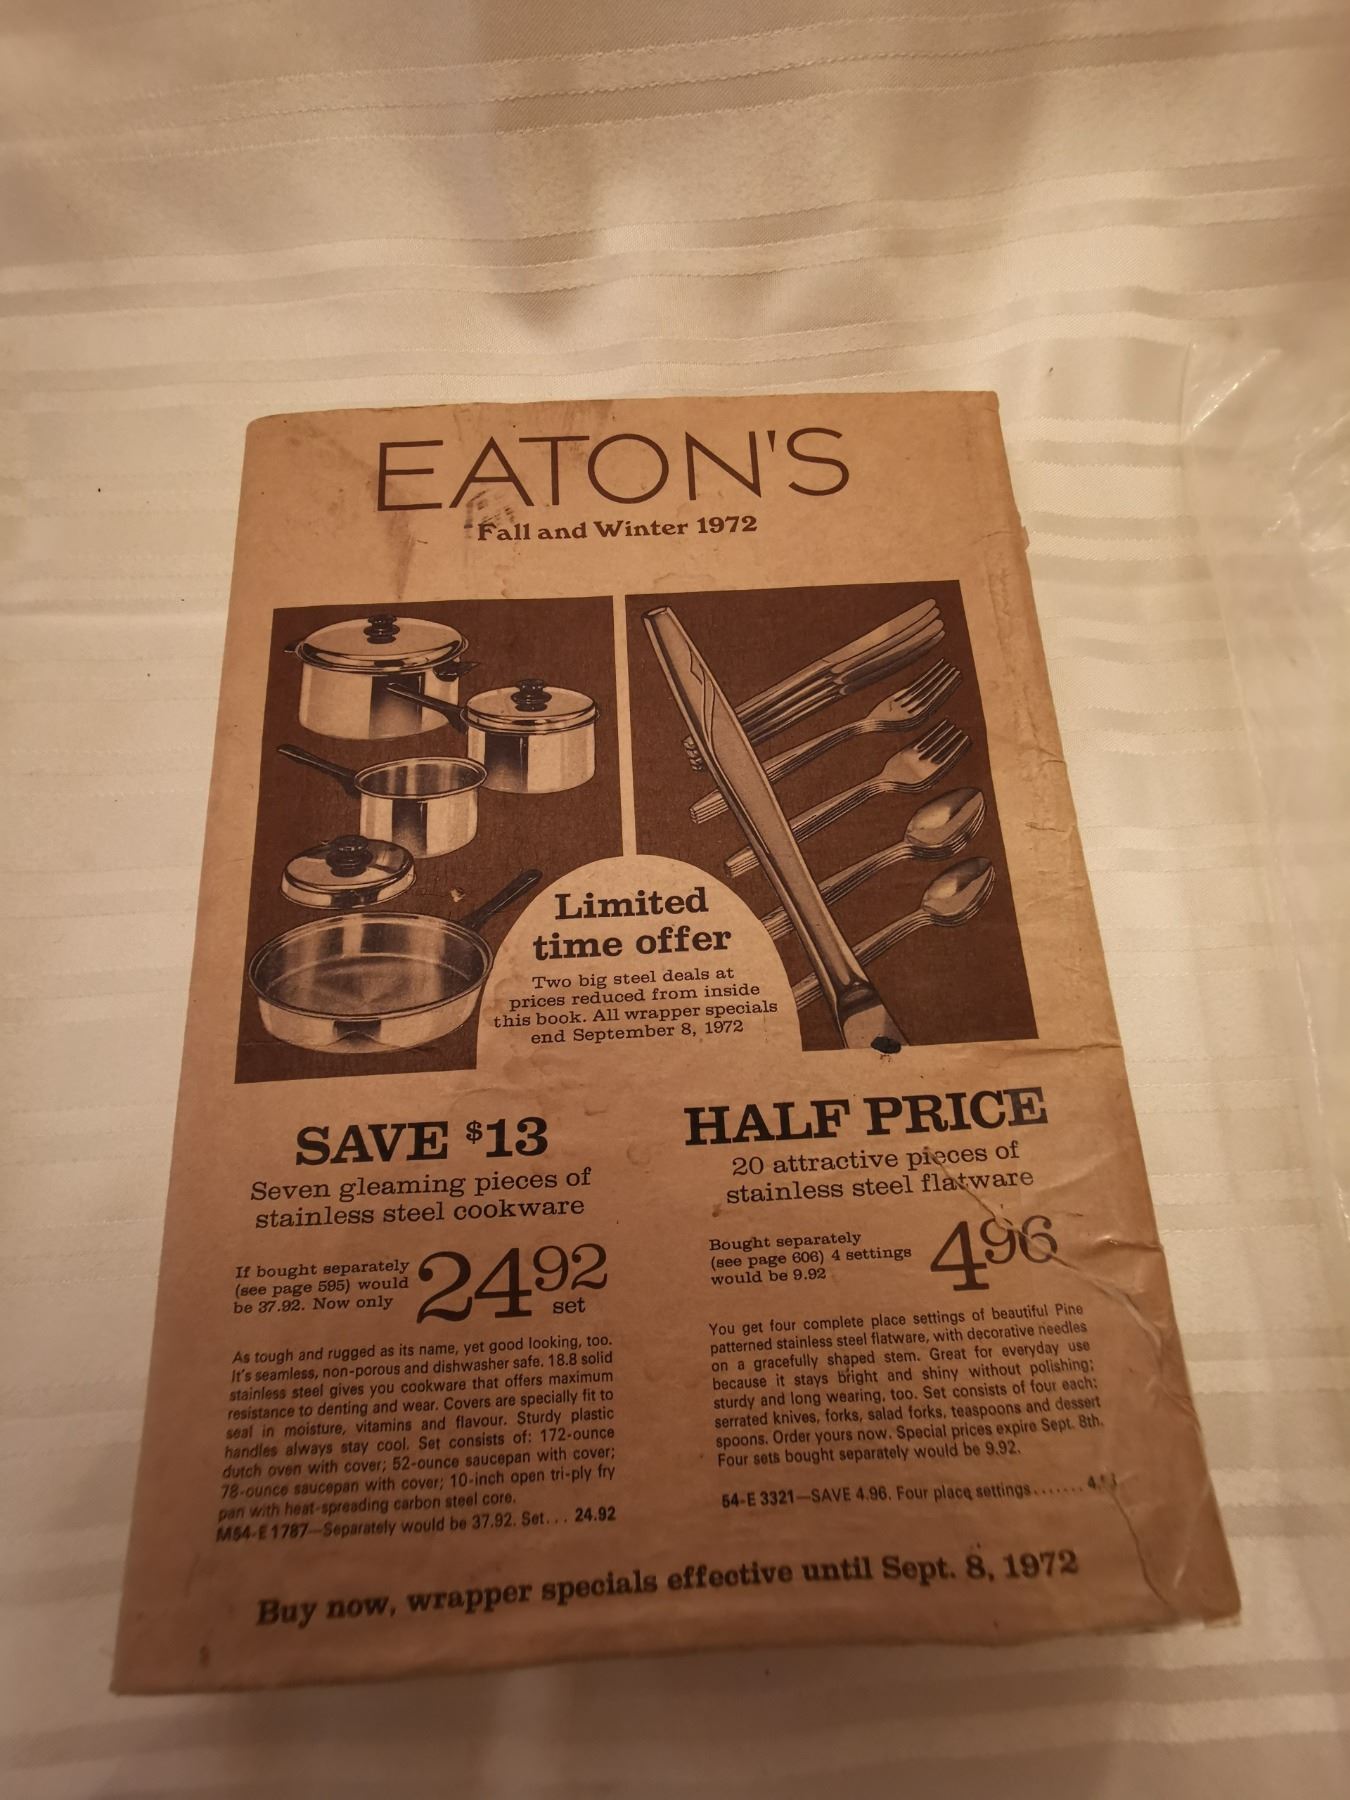 EATON'S
Fall and Winter 1972
Limited
time offer
Two big steel deals at
prices reduced from inside
this book. All wrapper specials
end September 8, 1972
SAVE $13
Seven gleaming pieces of
stainless steel cookware
If bought separately
(see page 595) would
be 37.92. Now only
24 92
set
As tough and rugged as its name, yet good looking, too.
It's seamless, non-porous and dishwasher safe. 18.8 solid
stainless steel gives you cookware that offers maximum
resistance to denting and wear. Covers are specially fit to
seal in moisture, vitamins and flavour. Sturdy plastic
handles always stay cool. Set consists of: 172-ounce
dutch oven with cover; 52-ounce saucepan with cover;
78-ounce saucepan with cover; 10-inch open tri-ply fry
pan with heat-spreading carbon steel core.
M54-E 1787—Separately would be 37.92. Set... 24.92
HALF PRICE
20 attractive pieces of
stainless steel flatware
Bought separately
(see page 606) 4 settings
would be 9.92
4 96
You get four complete place settings of beautiful Pine
patterned stainless steel flatware, with decorative needles
on a gracefully shaped stem. Great for everyday use
because it stays bright and shiny without polishing;
sturdy and long wearing, too. Set consists of four each:
serrated knives, forks, salad forks, teaspoons and dessert
spoons. Order yours now. Special prices expire Sept. 8th.
Four sets bought separately would be 9.92.
54-E 3321—SAVE 4.96. Four place settings.......
Buy now, wrapper specials effective until Sept. 8, 1972